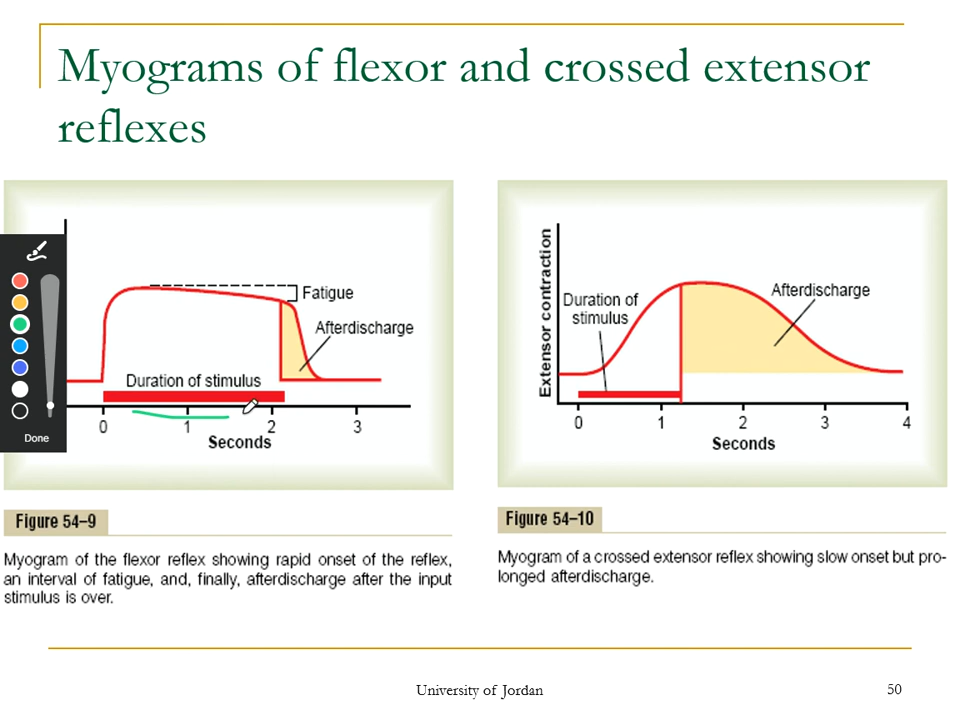 Myograms of flexor and crossed extensor
reflexes
Fatigue
Afterdischarge
Duration of stimulus
0 1 2 3
Seconds
Done
Figure 54–9
Myogram of the flexor reflex showing rapid onset of the reflex,
an interval of fatigue, and, finally, afterdischarge after the input
stimulus is over.
Extensor contraction
Duration of
stimulus
Afterdischarge
0 1 2 3 4
Seconds
Figure 54–10
Myogram of a crossed extensor reflex showing slow onset but pro-
longed afterdischarge.
University of Jordan
50